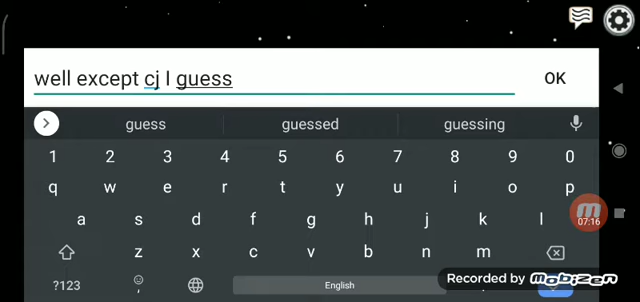 well except cj I guess
OK
guess guessed guessing
1 2 3 4 5 6 7 8 9 0
q w e r t y u i o p
a s d f g h j k l
z x c v b n m
07:16
?123 , English
Recorded by mobizen